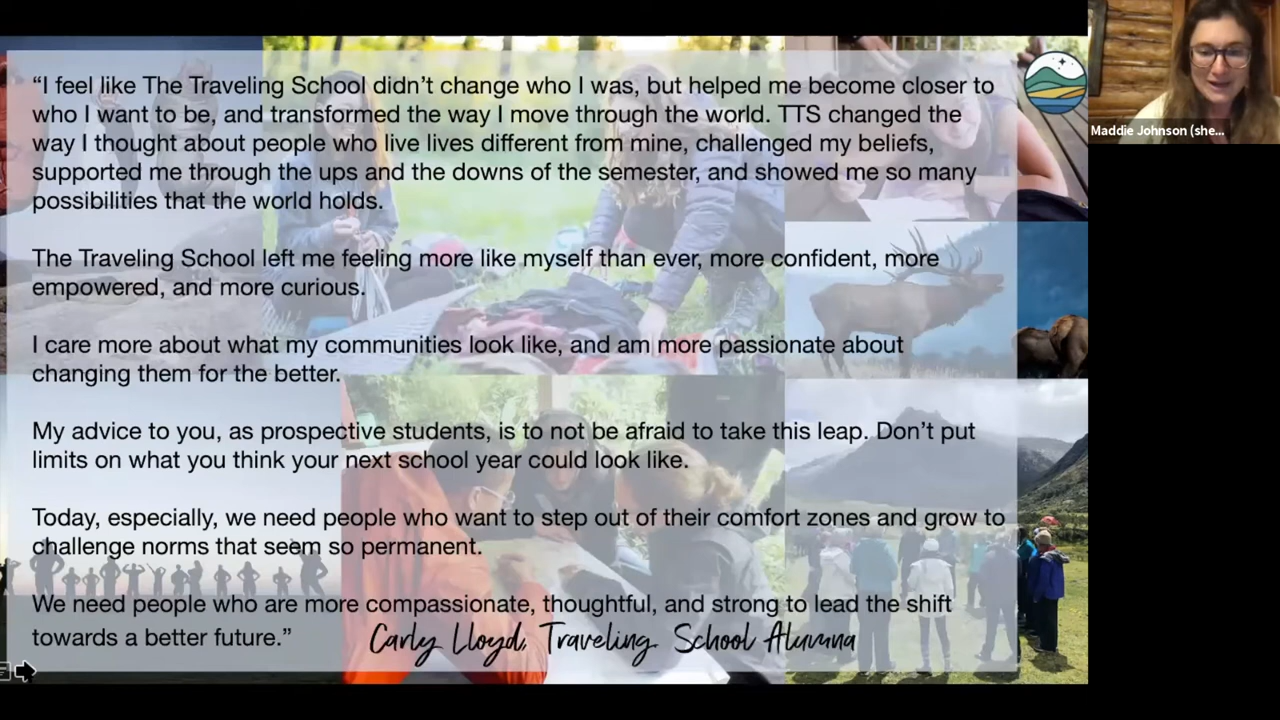 “I feel like The Traveling School didn’t change who I was, but helped me become closer to
who I want to be, and transformed the way I move through the world. TTS changed the
way I thought about people who live lives different from mine, challenged my beliefs,
supported me through the ups and the downs of the semester, and showed me so many
possibilities that the world holds.
The Traveling School left me feeling more like myself than ever, more confident, more
empowered, and more curious.
I care more about what my communities look like, and am more passionate about
changing them for the better.
My advice to you, as prospective students, is to not be afraid to take this leap. Don’t put
limits on what you think your next school year could look like.
Today, especially, we need people who want to step out of their comfort zones and grow to
challenge norms that seem so permanent.
We need people who are more compassionate, thoughtful, and strong to lead the shift
towards a better future.” Carly Lloyd, Traveling School Alumna
Maddie Johnson (she...